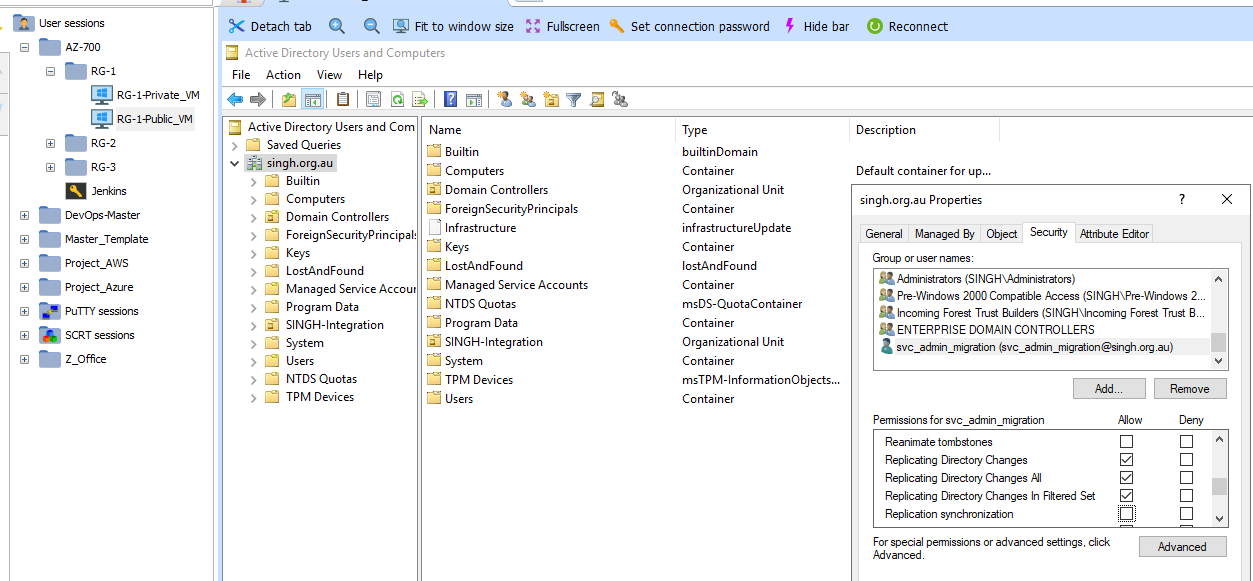 User sessions
AZ-700
RG-1
RG-1-Private_VM
RG-1-Public_VM
RG-2
RG-3
Jenkins
DevOps-Master
Master_Template
Project_AWS
Project_Azure
PuTTY sessions
SCRT sessions
Z_Office
Detach tab Fit to window size Fullscreen Set connection password Hide bar Reconnect
Active Directory Users and Computers
File Action View Help
Active Directory Users and Com
Saved Queries
singh.org.au
Builtin
Computers
Domain Controllers
ForeignSecurityPrincipals
Keys
LostAndFound
Managed Service Accour
Program Data
SINGH-Integration
System
Users
NTDS Quotas
TPM Devices
Name Type Description
Builtin builtinDomain
Computers Container Default container for up...
Domain Controllers Organizational Unit
ForeignSecurityPrincipals Container
Infrastructure infrastructureUpdate
Keys Container
LostAndFound lostAndFound
Managed Service Accounts Container
NTDS Quotas msDS-QuotaContainer
Program Data Container
SINGH-Integration Organizational Unit
System Container
TPM Devices msTPM-InformationObjects...
Users Container
singh.org.au Properties ?
General Managed By Object Security Attribute Editor
Group or user names:
Administrators (SINGH\Administrators)
Pre-Windows 2000 Compatible Access (SINGH\Pre-Windows 2...
Incoming Forest Trust Builders (SINGH\Incoming Forest Trust B...
ENTERPRISE DOMAIN CONTROLLERS
svc_admin_migration (svc_admin_migration@singh.org.au)
Add... Remove
Permissions for svc_admin_migration Allow Deny
Reanimate tombstones
Replicating Directory Changes
Replicating Directory Changes All
Replicating Directory Changes In Filtered Set
Replication synchronization
For special permissions or advanced settings, click
Advanced.
Advanced